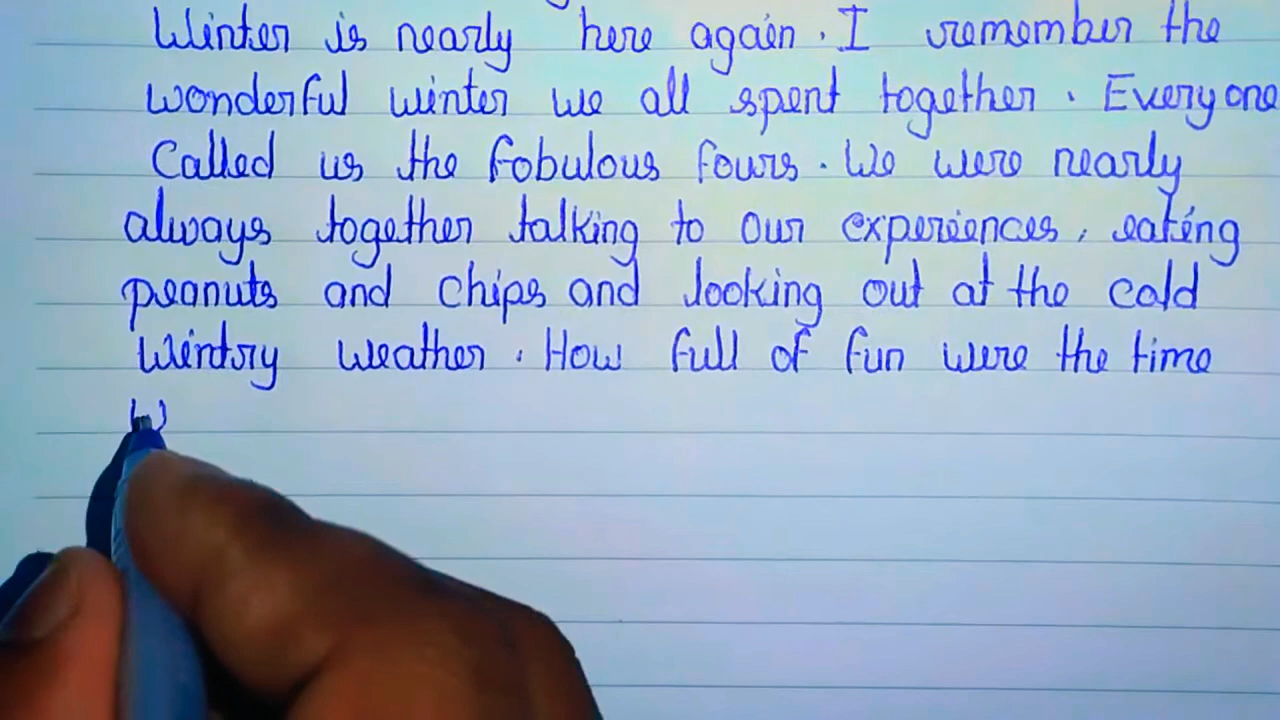 Winter is nearly here again. I remember the
wonderful winter we all spent together. Everyone
Called us the fobulous fours. We were nearly
always together talking to our experiences, eating
peanuts and chips and looking out at the cold
Wintry weather. How full of fun were the time
w